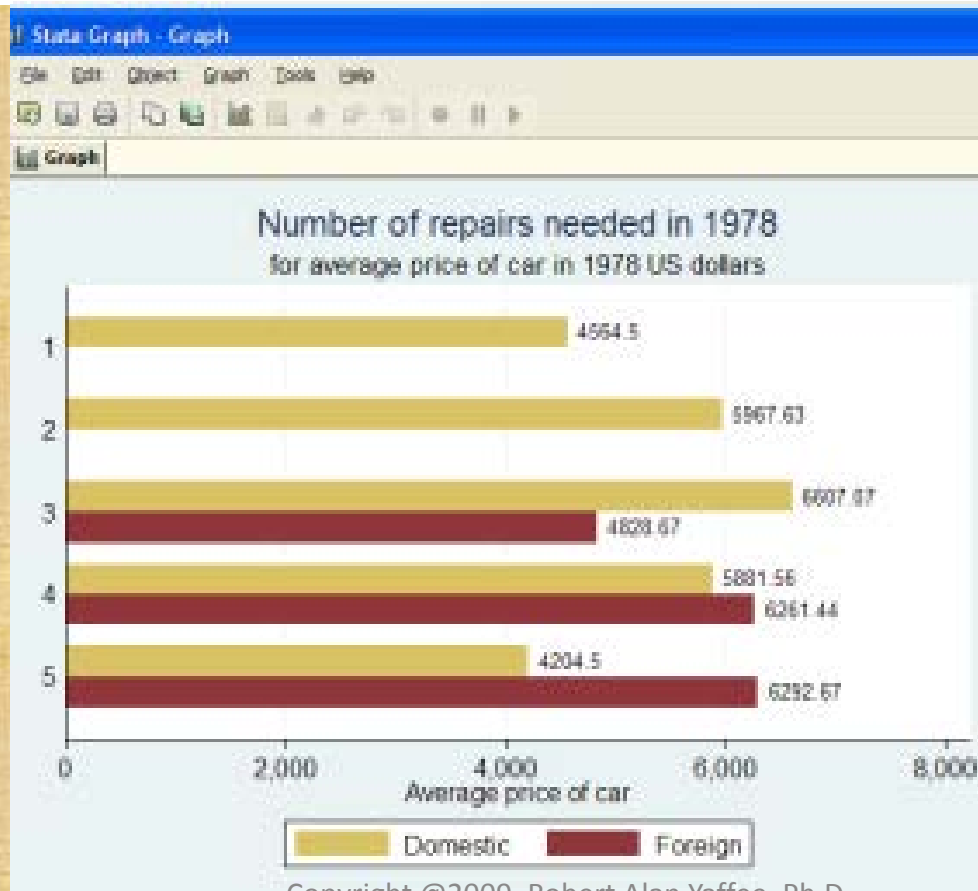 Stata Graph - Graph
File Edit Object Graph Tools Help
Graph
Number of repairs needed in 1978
for average price of car in 1978 US dollars
1
4564.5
2
5967.63
3
6607.07
4828.67
4
5881.56
6261.44
5
4204.5
6292.67
0 2,000 4,000 6,000 8,000
Average price of car
Domestic Foreign
Copyright @2009, Robert Alan Yaffee, Ph.D.